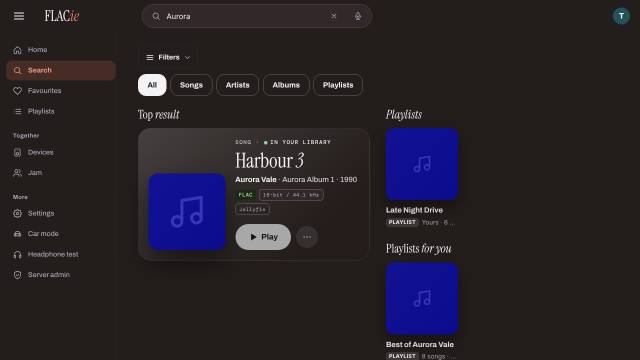 FLACie
Aurora
T
Home
Search
Favourites
Playlists
Together
Devices
Jam
More
Settings
Car mode
Headphone test
Server admin
Filters
All
Songs
Artists
Albums
Playlists
Top result
SONG · IN YOUR LIBRARY
Harbour 3
Aurora Vale · Aurora Album 1 · 1990
FLAC
16-bit / 44.1 kHz
Jellyfin
Play
Playlists
Late Night Drive
PLAYLIST Yours · 6 ...
Playlists for you
Best of Aurora Vale
PLAYLIST 8 songs · ...